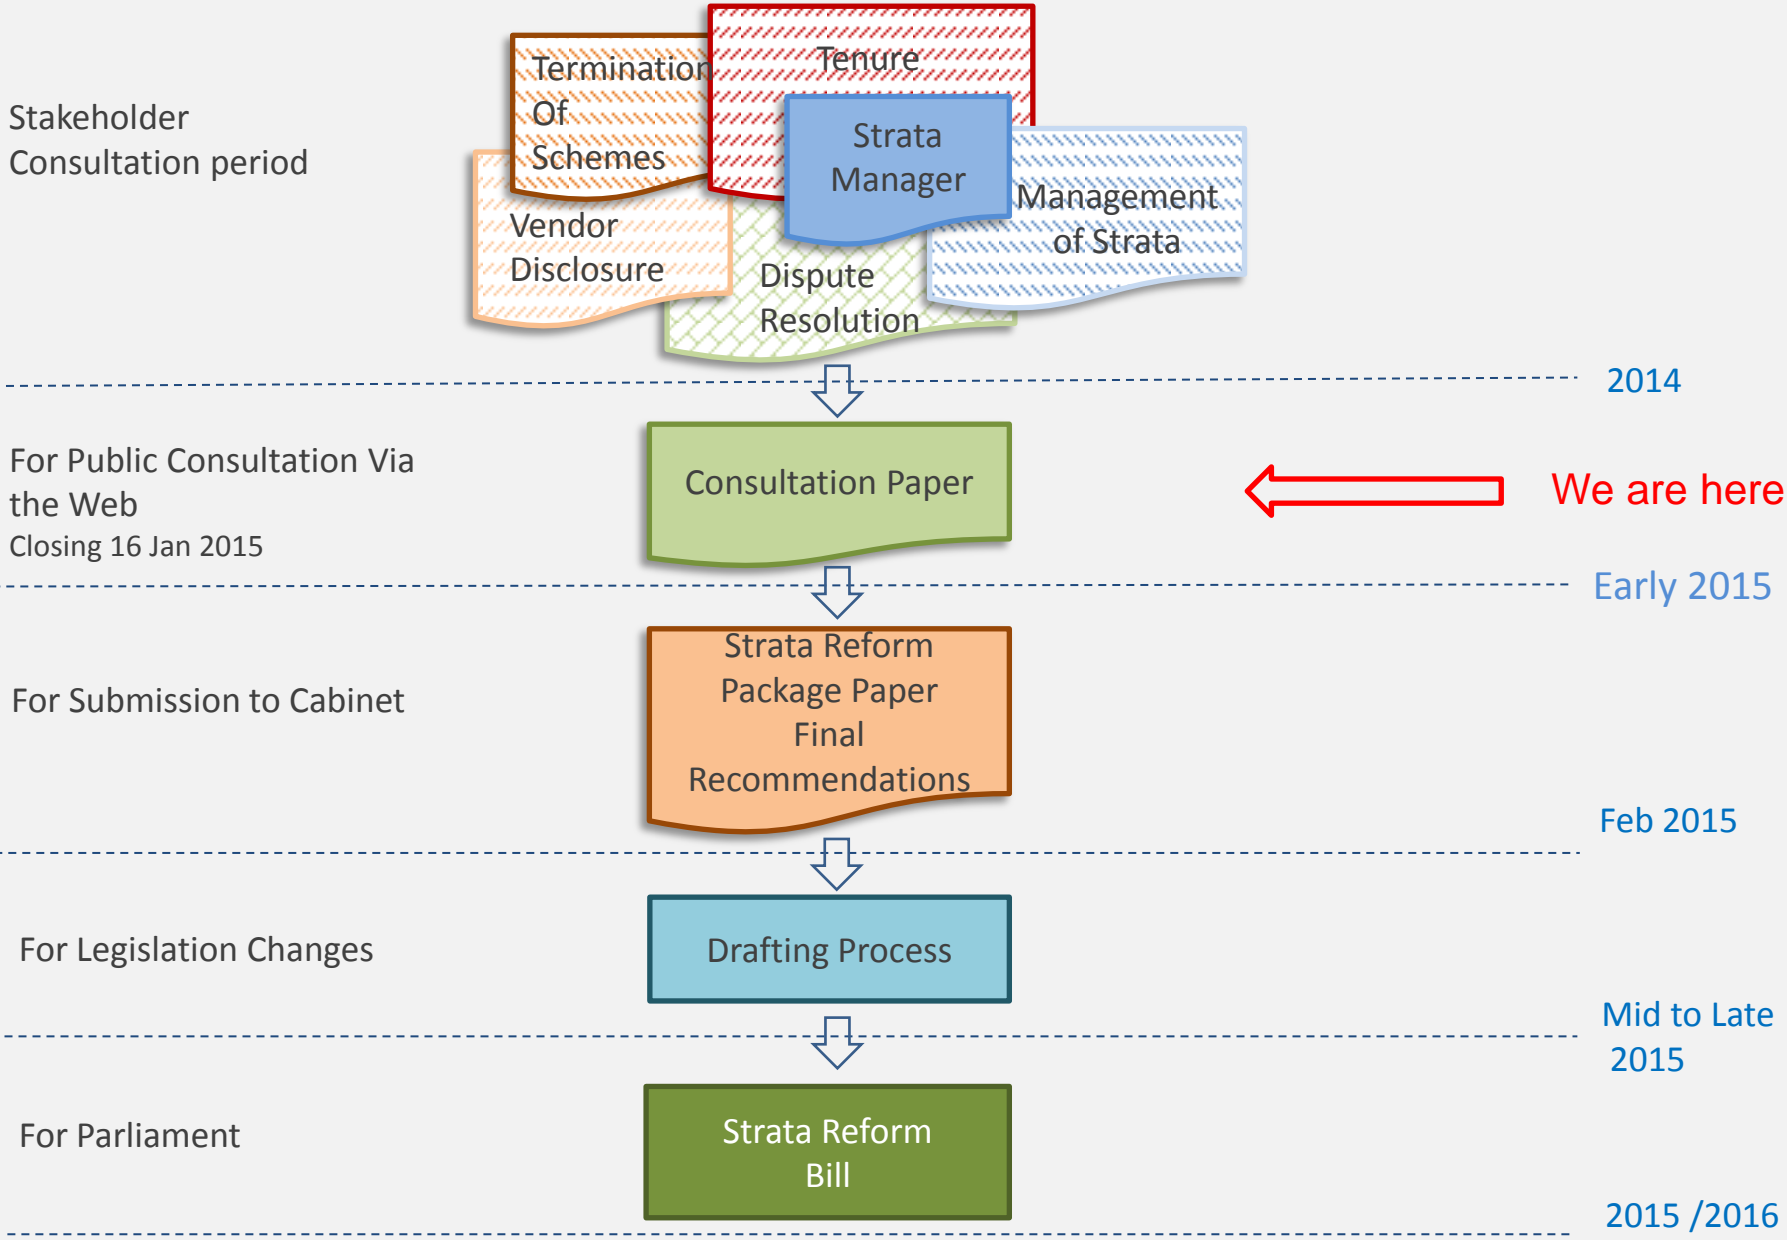 Stakeholder
Consultation period
Termination
Of
Schemes
Tenure
Strata
Manager
Management
of Strata
Vendor
Disclosure
Dispute
Resolution
2014
For Public Consultation Via
the Web
Closing 16 Jan 2015
Consultation Paper
We are here
Early 2015
For Submission to Cabinet
Strata Reform
Package Paper
Final
Recommendations
Feb 2015
For Legislation Changes
Drafting Process
Mid to Late
2015
For Parliament
Strata Reform
Bill
2015 /2016